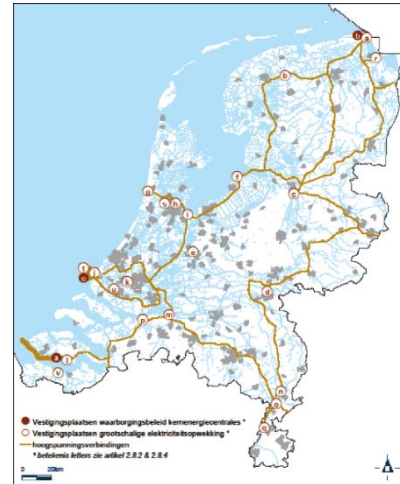 b a
r
b
f
c
g
s h
i
e
t j
c
k
u
d
m
p
a l
v
n
o
q
Vestigingsplaatsen waarborgingsbeleid kernenergiecentrales *
Vestigingsplaatsen grootschalige elektriciteitsopwekking *
hoogspanningsverbindingen
* betekenis letters zie artikel 2.8.2 & 2.8.4
0 20km